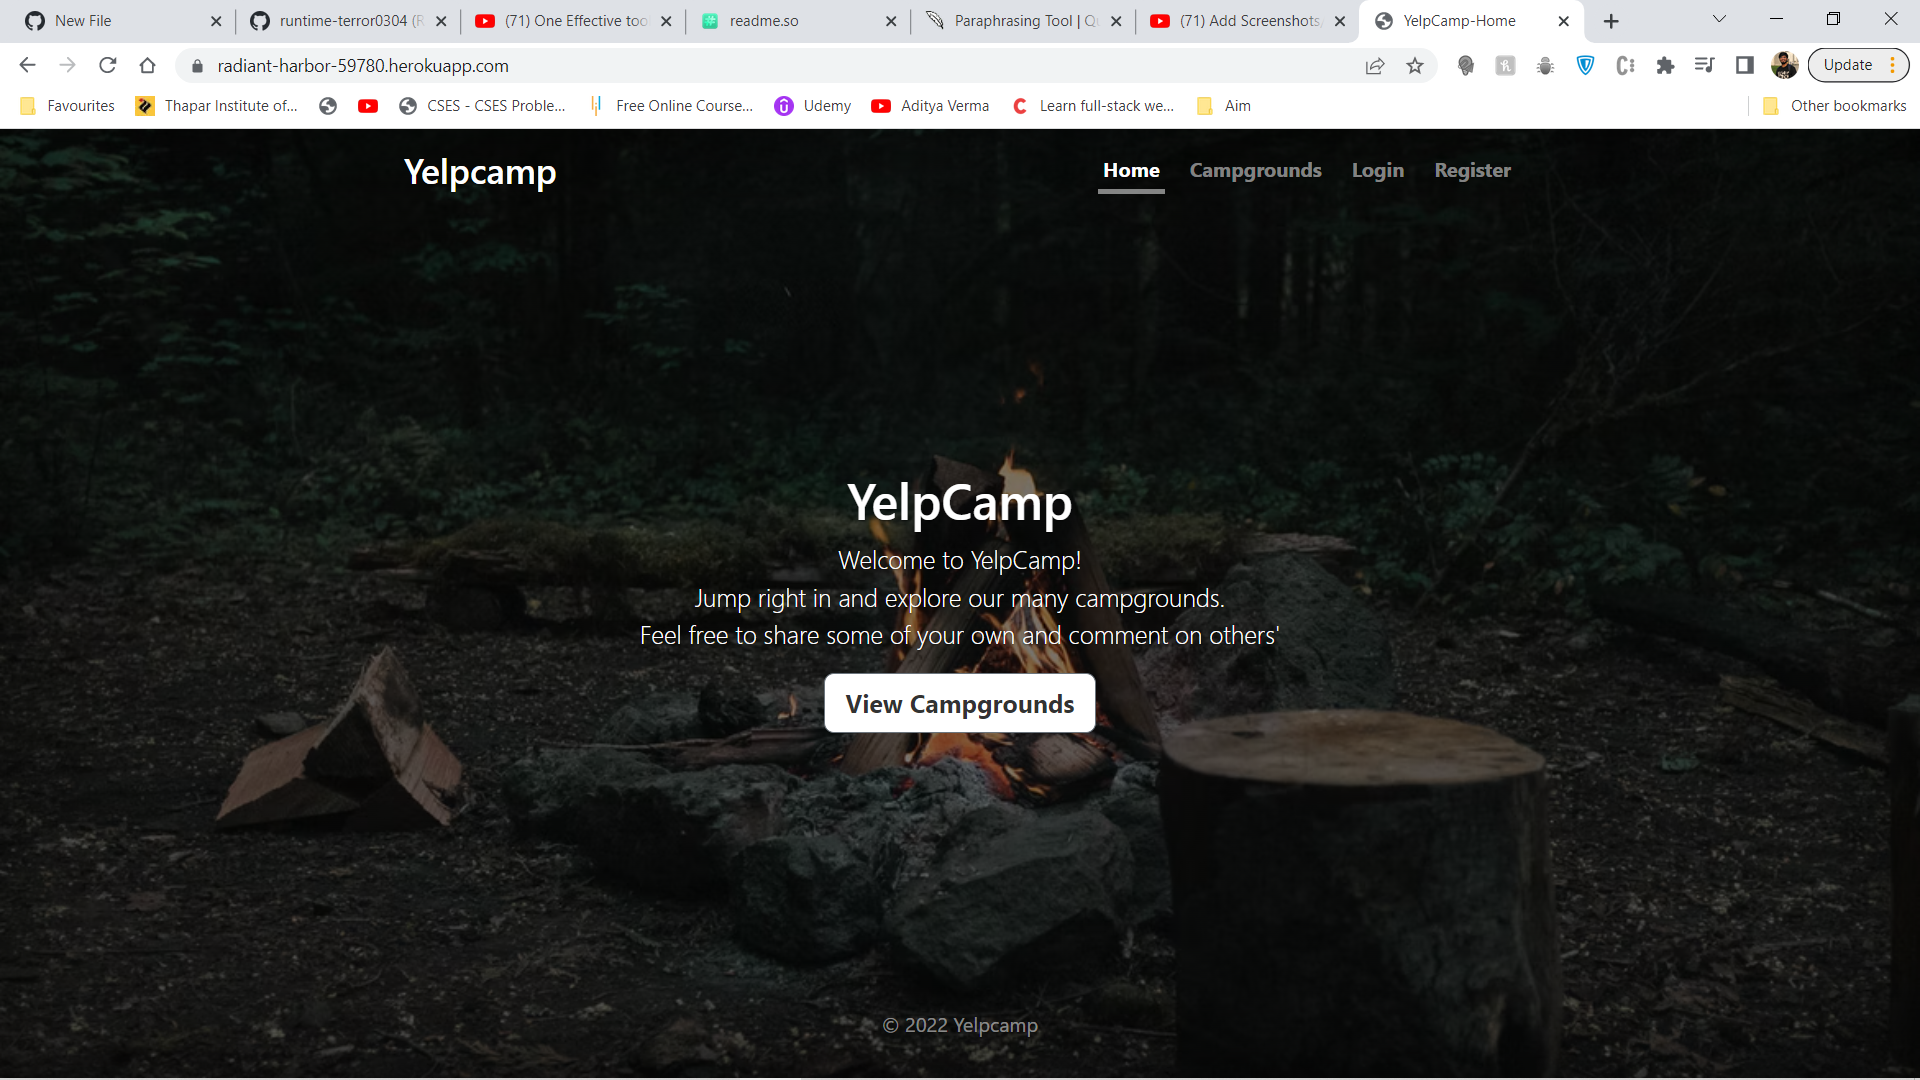 New File
runtime-terror0304 (R
(71) One Effective too
readme.so
Paraphrasing Tool | Qu
(71) Add Screenshots,
YelpCamp-Home
radiant-harbor-59780.herokuapp.com
Update
Favourites
Thapar Institute of...
CSES - CSES Proble...
Free Online Course...
Udemy
Aditya Verma
Learn full-stack we...
Aim
Other bookmarks
Yelpcamp
Home
Campgrounds
Login
Register
YelpCamp
Welcome to YelpCamp!
Jump right in and explore our many campgrounds.
Feel free to share some of your own and comment on others'
View Campgrounds
© 2022 Yelpcamp